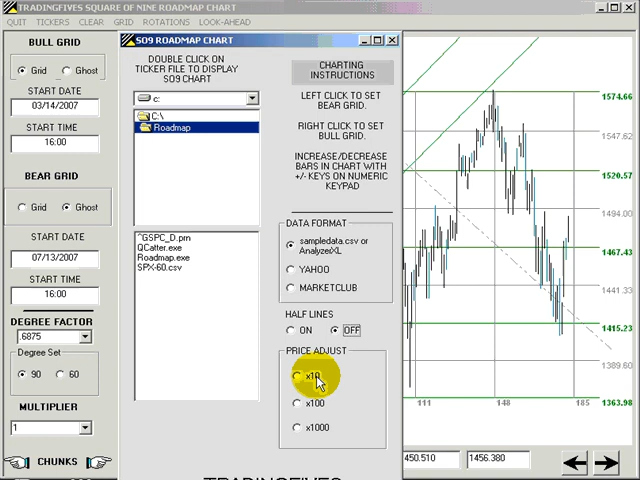 TRADINGFIVES SQUARE OF NINE ROADMAP CHART
QUIT TICKERS CLEAR GRID ROTATIONS LOOK-AHEAD
BULL GRID
Grid Ghost
START DATE
03/14/2007
START TIME
16:00
BEAR GRID
Grid Ghost
START DATE
07/13/2007
START TIME
16:00
DEGREE FACTOR
.6875
Degree Set
90 60
MULTIPLIER
1
CHUNKS
SO9 ROADMAP CHART
DOUBLE CLICK ON
TICKER FILE TO DISPLAY
SO9 CHART
c:
C:\
Roadmap
^GSPC_D.prn
QCatter.exe
Roadmap.exe
SPX-60.csv
CHARTING
INSTRUCTIONS
LEFT CLICK TO SET
BEAR GRID.
RIGHT CLICK TO SET
BULL GRID.
INCREASE/DECREASE
BARS IN CHART WITH
+/- KEYS ON NUMERIC
KEYPAD
DATA FORMAT
sampledata.csv or
AnalyzerXL
YAHOO
MARKETCLUB
HALF LINES
ON OFF
PRICE ADJUST
x10
x100
x1000
TRADINGFIVES
1574.66
1547.62
1520.57
1494.00
1467.43
1441.33
1415.23
1389.60
1363.98
111 148 185
450.510 1456.380